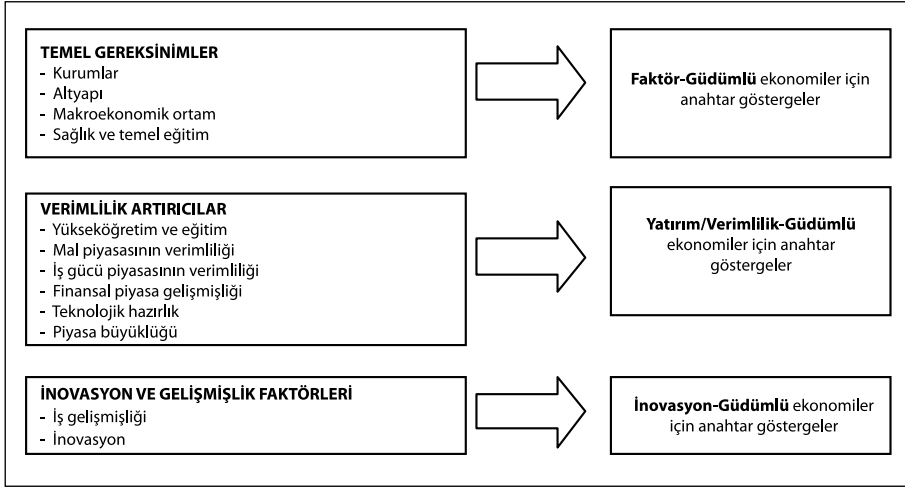 TEMEL GEREKSİNİMLER
- Kurumlar
- Altyapı
- Makroekonomik ortam
- Sağlık ve temel eğitim
Faktör-Güdümlü ekonomiler için
anahtar göstergeler
VERİMLİLİK ARTIRICILAR
- Yükseköğretim ve eğitim
- Mal piyasasının verimliliği
- İş gücü piyasasının verimliliği
- Finansal piyasa gelişmişliği
- Teknolojik hazırlık
- Piyasa büyüklüğü
Yatırım/Verimlilik-Güdümlü
ekonomiler için anahtar
göstergeler
İNOVASYON VE GELİŞMİŞLİK FAKTÖRLERİ
- İş gelişmişliği
- İnovasyon
İnovasyon-Güdümlü ekonomiler
için anahtar göstergeler